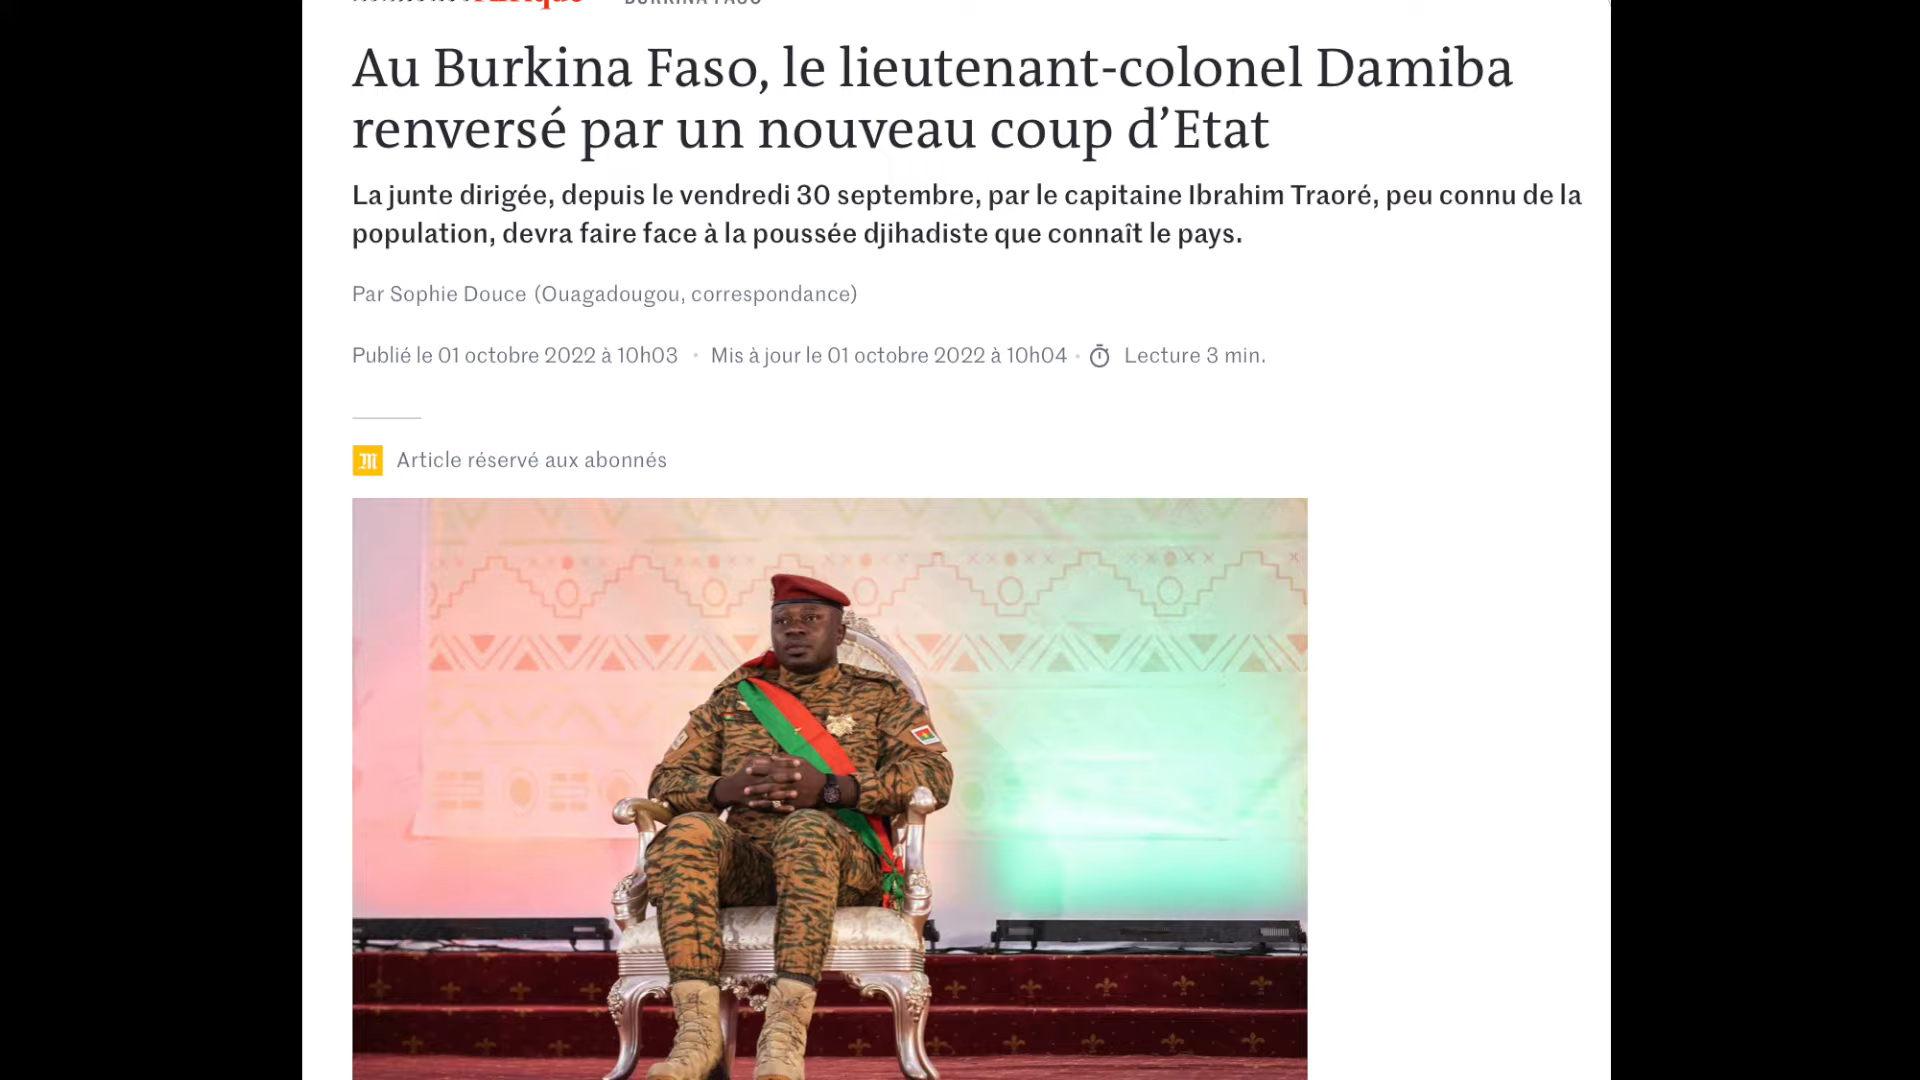 Afrique BURKINA FASO
Au Burkina Faso, le lieutenant-colonel Damiba
renversé par un nouveau coup d’Etat
La junte dirigée, depuis le vendredi 30 septembre, par le capitaine Ibrahim Traoré, peu connu de la
population, devra faire face à la poussée djihadiste que connaît le pays.
Par Sophie Douce (Ouagadougou, correspondance)
Publié le 01 octobre 2022 à 10h03 • Mis à jour le 01 octobre 2022 à 10h04 • Lecture 3 min.
M Article réservé aux abonnés